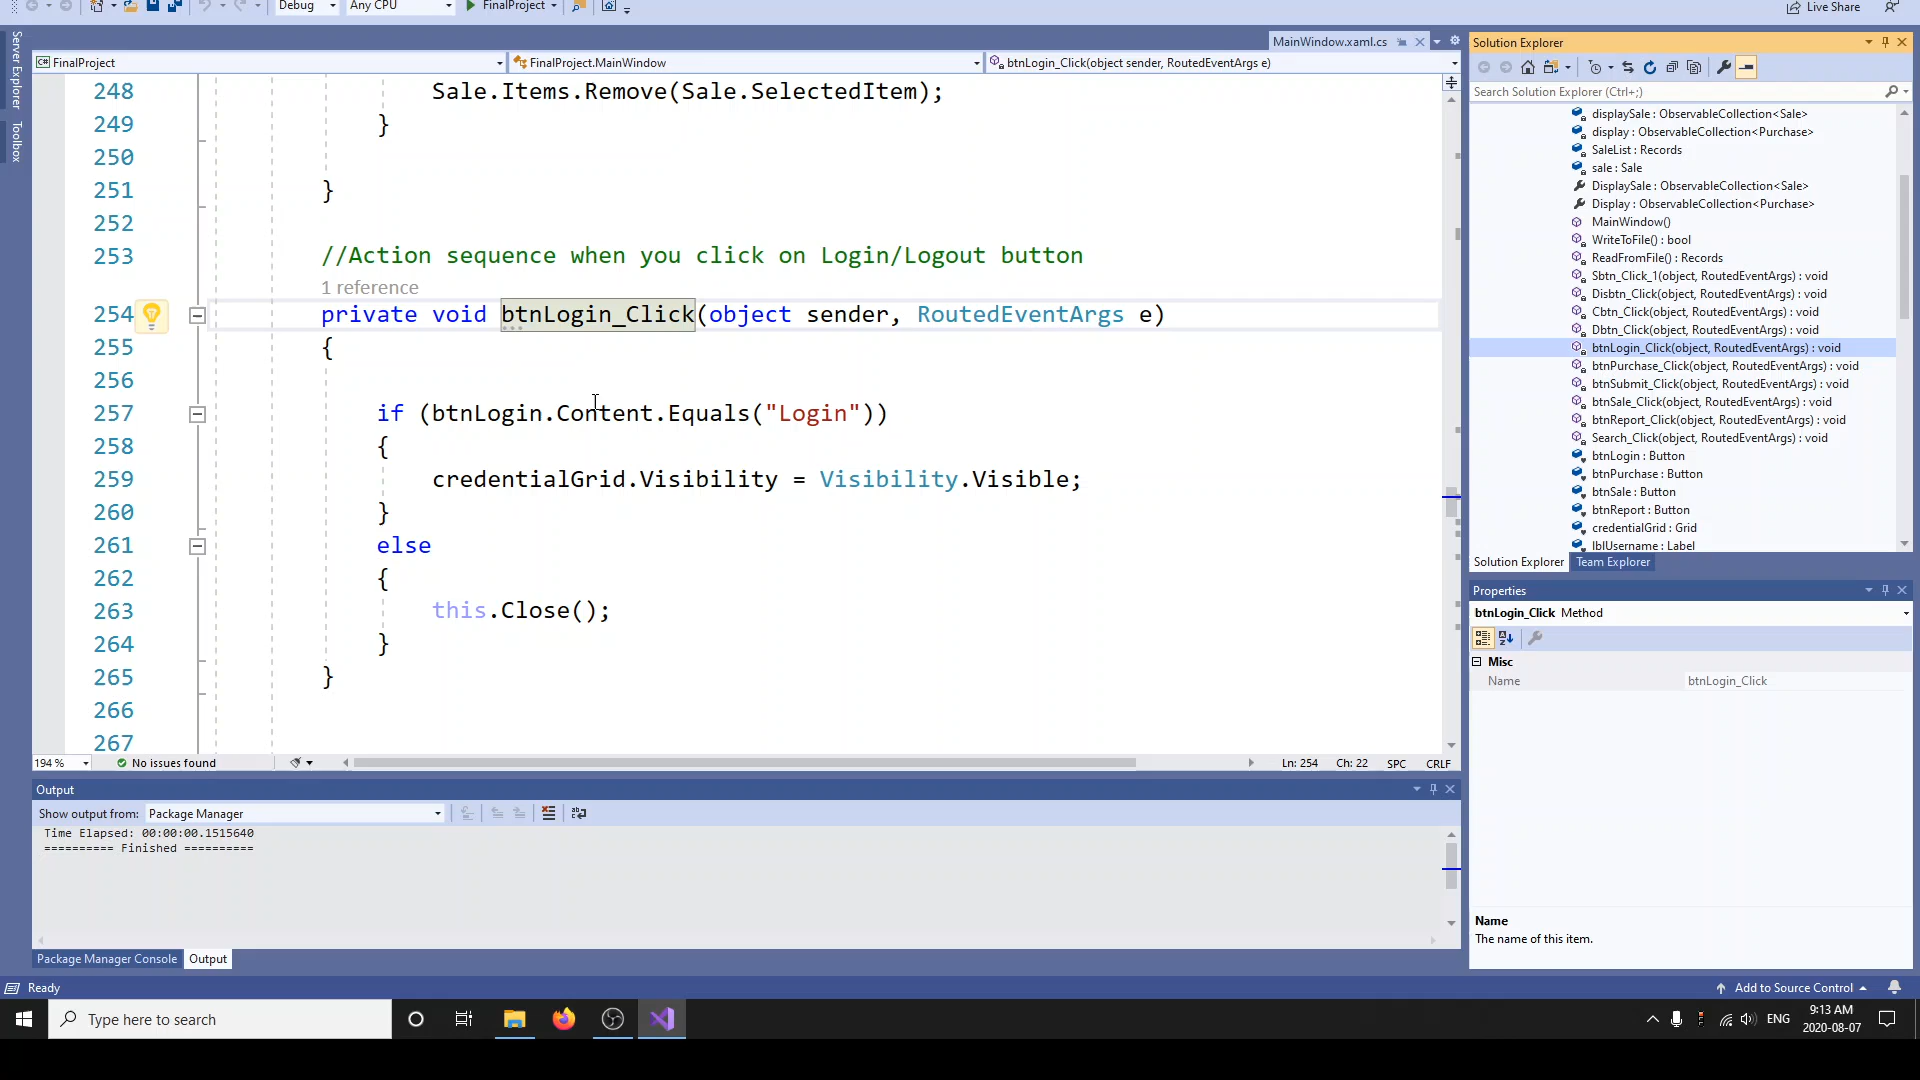 Debug
Any CPU
FinalProject
Live Share
Server Explorer
Toolbox
MainWindow.xaml.cs
FinalProject
FinalProject.MainWindow
btnLogin_Click(object sender, RoutedEventArgs e)
248 Sale.Items.Remove(Sale.SelectedItem);
249 }
250
251 }
252
253 //Action sequence when you click on Login/Logout button
1 reference
254 private void btnLogin_Click(object sender, RoutedEventArgs e)
255 {
256
257 if (btnLogin.Content.Equals("Login"))
258 {
259 credentialGrid.Visibility = Visibility.Visible;
260 }
261 else
262 {
263 this.Close();
264 }
265 }
266
267
194 %
No issues found
Ln: 254 Ch: 22 SPC CRLF
Output
Show output from: Package Manager
Time Elapsed: 00:00:00.1515640
========== Finished ==========
Package Manager Console Output
Solution Explorer
Search Solution Explorer (Ctrl+;)
displaySale : ObservableCollection<Sale>
display : ObservableCollection<Purchase>
SaleList : Records
sale : Sale
DisplaySale : ObservableCollection<Sale>
Display : ObservableCollection<Purchase>
MainWindow()
WriteToFile() : bool
ReadFromFile() : Records
Sbtn_Click_1(object, RoutedEventArgs) : void
Disbtn_Click(object, RoutedEventArgs) : void
Cbtn_Click(object, RoutedEventArgs) : void
Dbtn_Click(object, RoutedEventArgs) : void
btnLogin_Click(object, RoutedEventArgs) : void
btnPurchase_Click(object, RoutedEventArgs) : void
btnSubmit_Click(object, RoutedEventArgs) : void
btnSale_Click(object, RoutedEventArgs) : void
btnReport_Click(object, RoutedEventArgs) : void
Search_Click(object, RoutedEventArgs) : void
btnLogin : Button
btnPurchase : Button
btnSale : Button
btnReport : Button
credentialGrid : Grid
lblUsername : Label
Solution Explorer Team Explorer
Properties
btnLogin_Click Method
Misc
Name btnLogin_Click
Name
The name of this item.
Ready
Add to Source Control
Type here to search
ENG
9:13 AM
2020-08-07